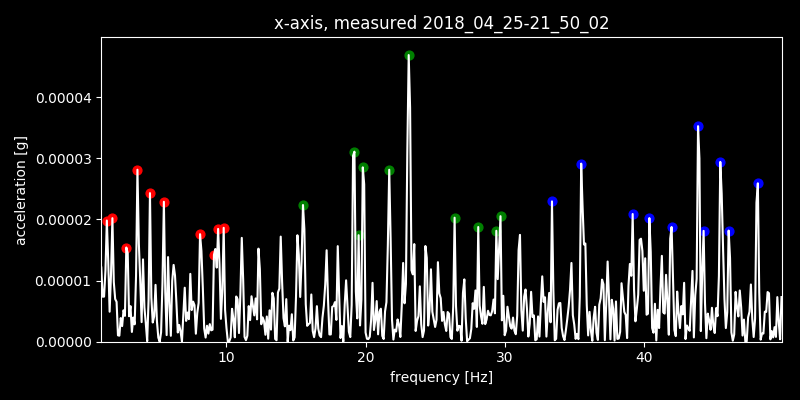 x-axis, measured 2018_04_25-21_50_02
acceleration [g]
0.00004
0.00003
0.00002
0.00001
0.00000
10 20 30 40
frequency [Hz]